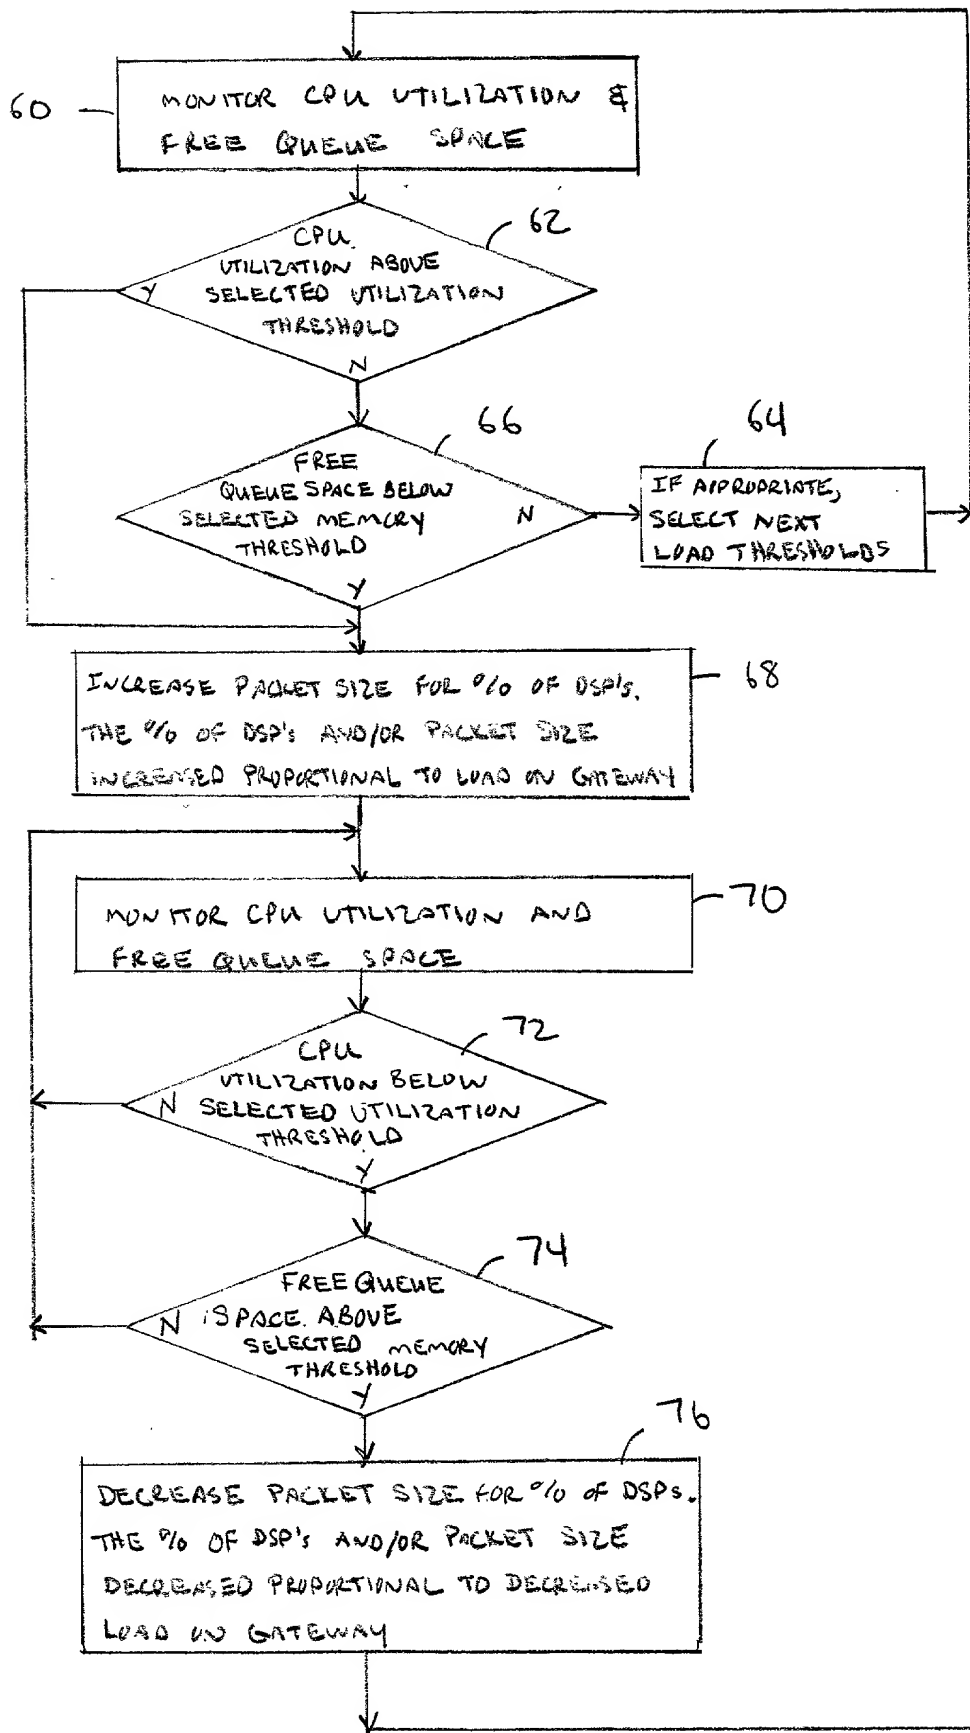 60
MONITOR CPU UTILIZATION &
FREE QUEUE SPACE
62
CPU
UTILIZATION ABOVE
Y
SELECTED UTILIZATION
THRESHOLD
N
66
64
FREE
QUEUE SPACE BELOW
SELECTED MEMORY
N
THRESHOLD
Y
IF APPROPRIATE,
SELECT NEXT
LOAD THRESHOLDS
68
INCREASE PACKET SIZE FOR % OF DSP's.
THE % OF DSP's AND/OR PACKET SIZE
INCREASED PROPORTIONAL TO LOAD ON GATEWAY
70
MONITOR CPU UTILIZATION AND
FREE QUEUE SPACE
72
CPU
UTILIZATION BELOW
N SELECTED UTILIZATION
THRESHOLD
Y
74
FREE QUEUE
N SPACE ABOVE
SELECTED MEMORY
THRESHOLD
Y
76
DECREASE PACKET SIZE FOR % OF DSPs.
THE % OF DSP's AND/OR PACKET SIZE
DECREASED PROPORTIONAL TO DECREASED
LOAD ON GATEWAY